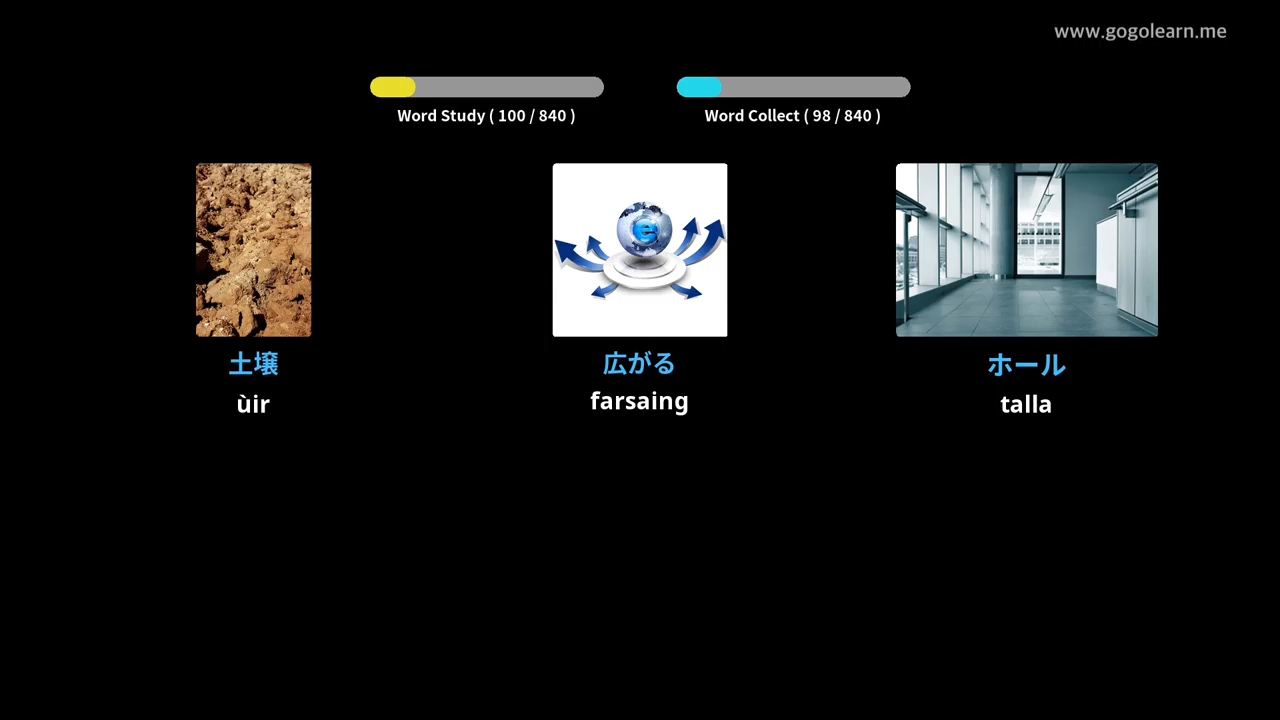 www.gogolearn.me
Word Study ( 100 / 840 )
Word Collect ( 98 / 840 )
土壌
広がる
ホール
ùir
farsaing
talla